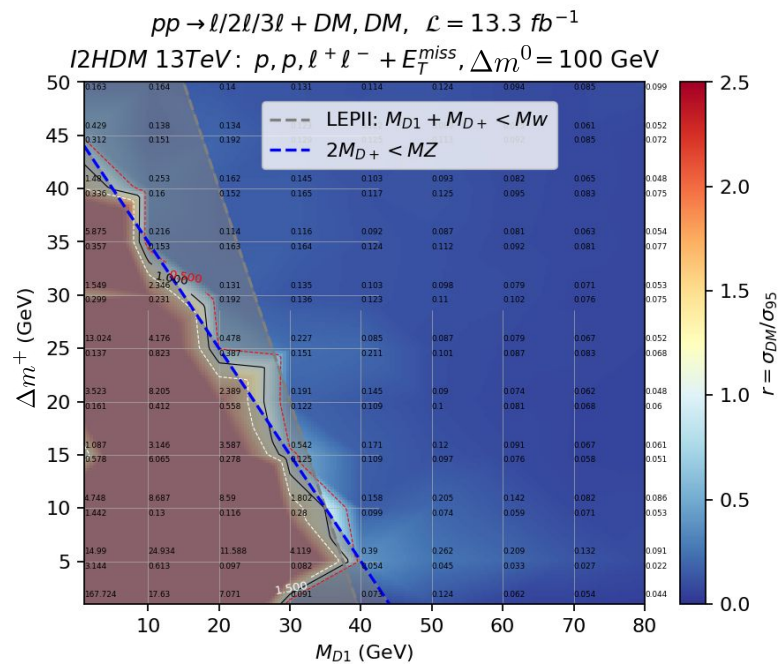 pp → ℓ/2ℓ/3ℓ + DM, DM, ℒ = 13.3 fb⁻¹
I2HDM 13TeV: p, p, ℓ⁺ℓ⁻ + E_T^miss, Δm⁰ = 100 GeV
LEPII: M_D1 + M_D+ < Mw
2M_D+ < MZ
50 0.163 0.164 0.14 0.131 0.114 0.111 0.094 0.085 0.099 2.5
45 0.429 0.138 0.134 0.061 0.052
0.312 0.151 0.192 0.085 0.072
40 1.48 0.253 0.162 0.145 0.103 0.093 0.082 0.065 0.048 2.0
0.336 0.16 0.152 0.165 0.117 0.125 0.095 0.083 0.075
35 5.875 0.216 0.114 0.116 0.092 0.087 0.081 0.063 0.054
0.357 0.153 0.163 0.164 0.124 0.112 0.092 0.081 0.077
1.000 0.500
30 1.549 2.346 0.131 0.135 0.103 0.098 0.079 0.071 0.053 1.5
0.299 0.231 0.192 0.136 0.123 0.11 0.102 0.076 0.075
25 13.024 4.176 0.478 0.227 0.085 0.087 0.079 0.067 0.052
0.137 0.823 0.387 0.151 0.211 0.101 0.087 0.083 0.068
20 3.523 8.205 2.389 0.191 0.145 0.09 0.074 0.062 0.048 1.0
0.161 0.412 0.558 0.122 0.109 0.1 0.081 0.068 0.06
15 1.087 3.146 3.587 0.542 0.171 0.12 0.091 0.067 0.061
0.578 6.065 0.278 0.125 0.109 0.097 0.076 0.058 0.051
10 4.748 8.687 8.59 1.802 0.158 0.205 0.142 0.082 0.086 0.5
1.442 0.13 0.116 0.28 0.099 0.074 0.059 0.071 0.053
5 14.99 24.934 11.588 4.119 0.39 0.262 0.209 0.132 0.091
3.144 0.613 0.097 0.082 0.054 0.045 0.033 0.027 0.022
1.500
167.724 17.63 7.071 0.091 0.073 0.124 0.062 0.054 0.044 0.0
10 20 30 40 50 60 70 80
M_D1 (GeV)
Δm⁺ (GeV)
r = σ_DM/σ_95